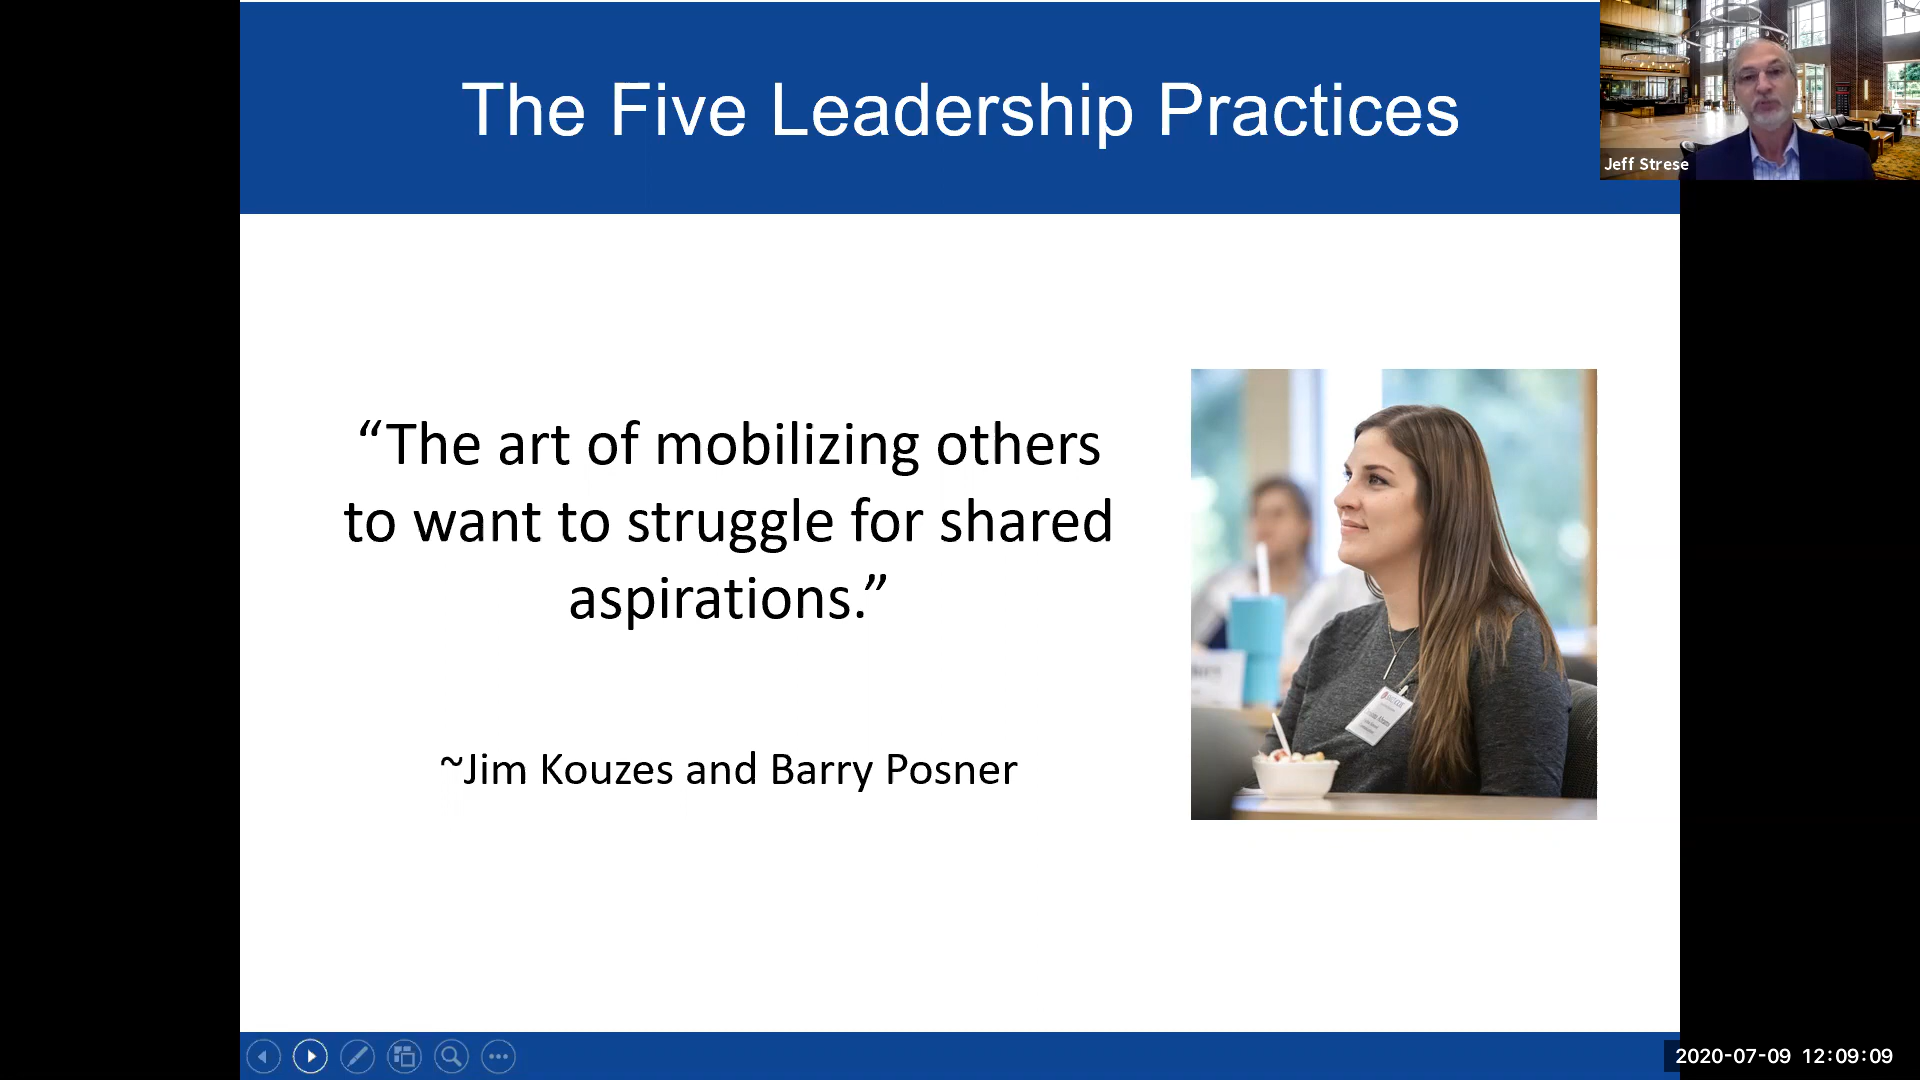 The Five Leadership Practices
Jeff Strese
“The art of mobilizing others
to want to struggle for shared
aspirations.”
~Jim Kouzes and Barry Posner
2020-07-09 12:09:09